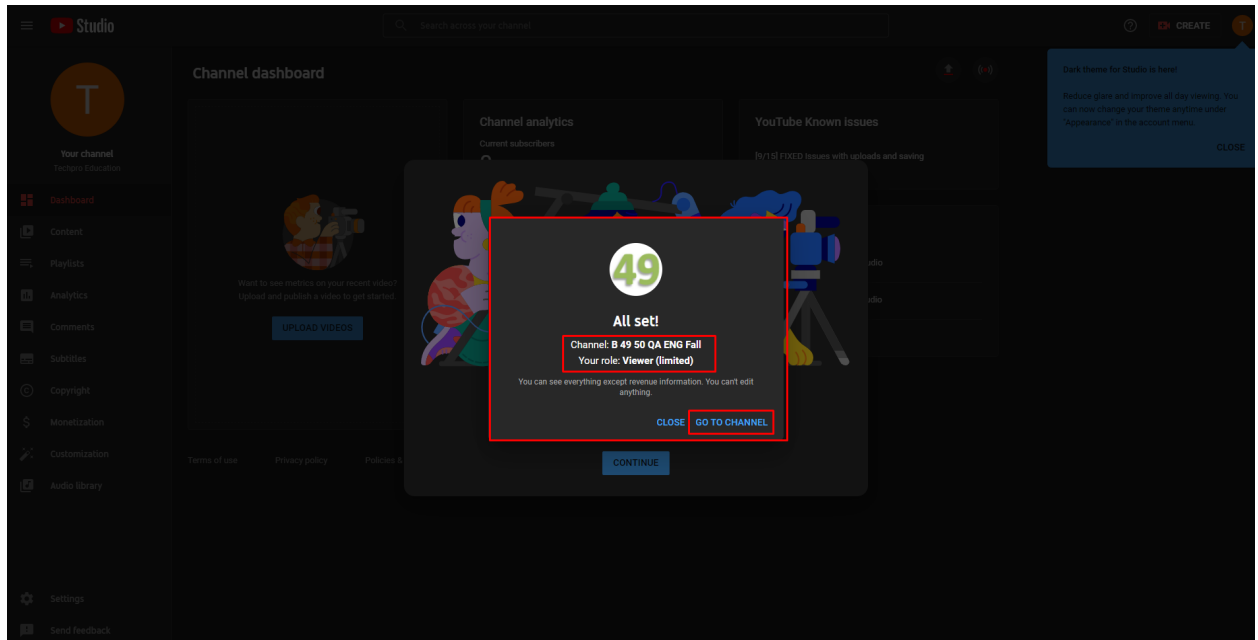 Studio
Search across your channel
CREATE
T
Channel dashboard
Dark theme for Studio is here!
Reduce glare and improve all day viewing. You
can now change your theme anytime under
'Appearance' in the account menu.
CLOSE
T
Your channel
Techpro Education
Dashboard
Content
Playlists
Analytics
Comments
Subtitles
Copyright
Monetization
Customization
Audio library
Settings
Send feedback
Want to see metrics on your recent video?
Upload and publish a video to get started.
UPLOAD VIDEOS
Channel analytics
Current subscribers
YouTube Known issues
[9/15] FIXED Issues with uploads and saving
49
All set!
Channel: B 49 50 QA ENG Fall
Your role: Viewer (limited)
You can see everything except revenue information. You can't edit
anything.
CLOSE
GO TO CHANNEL
CONTINUE
Terms of use
Privacy policy
Policies &